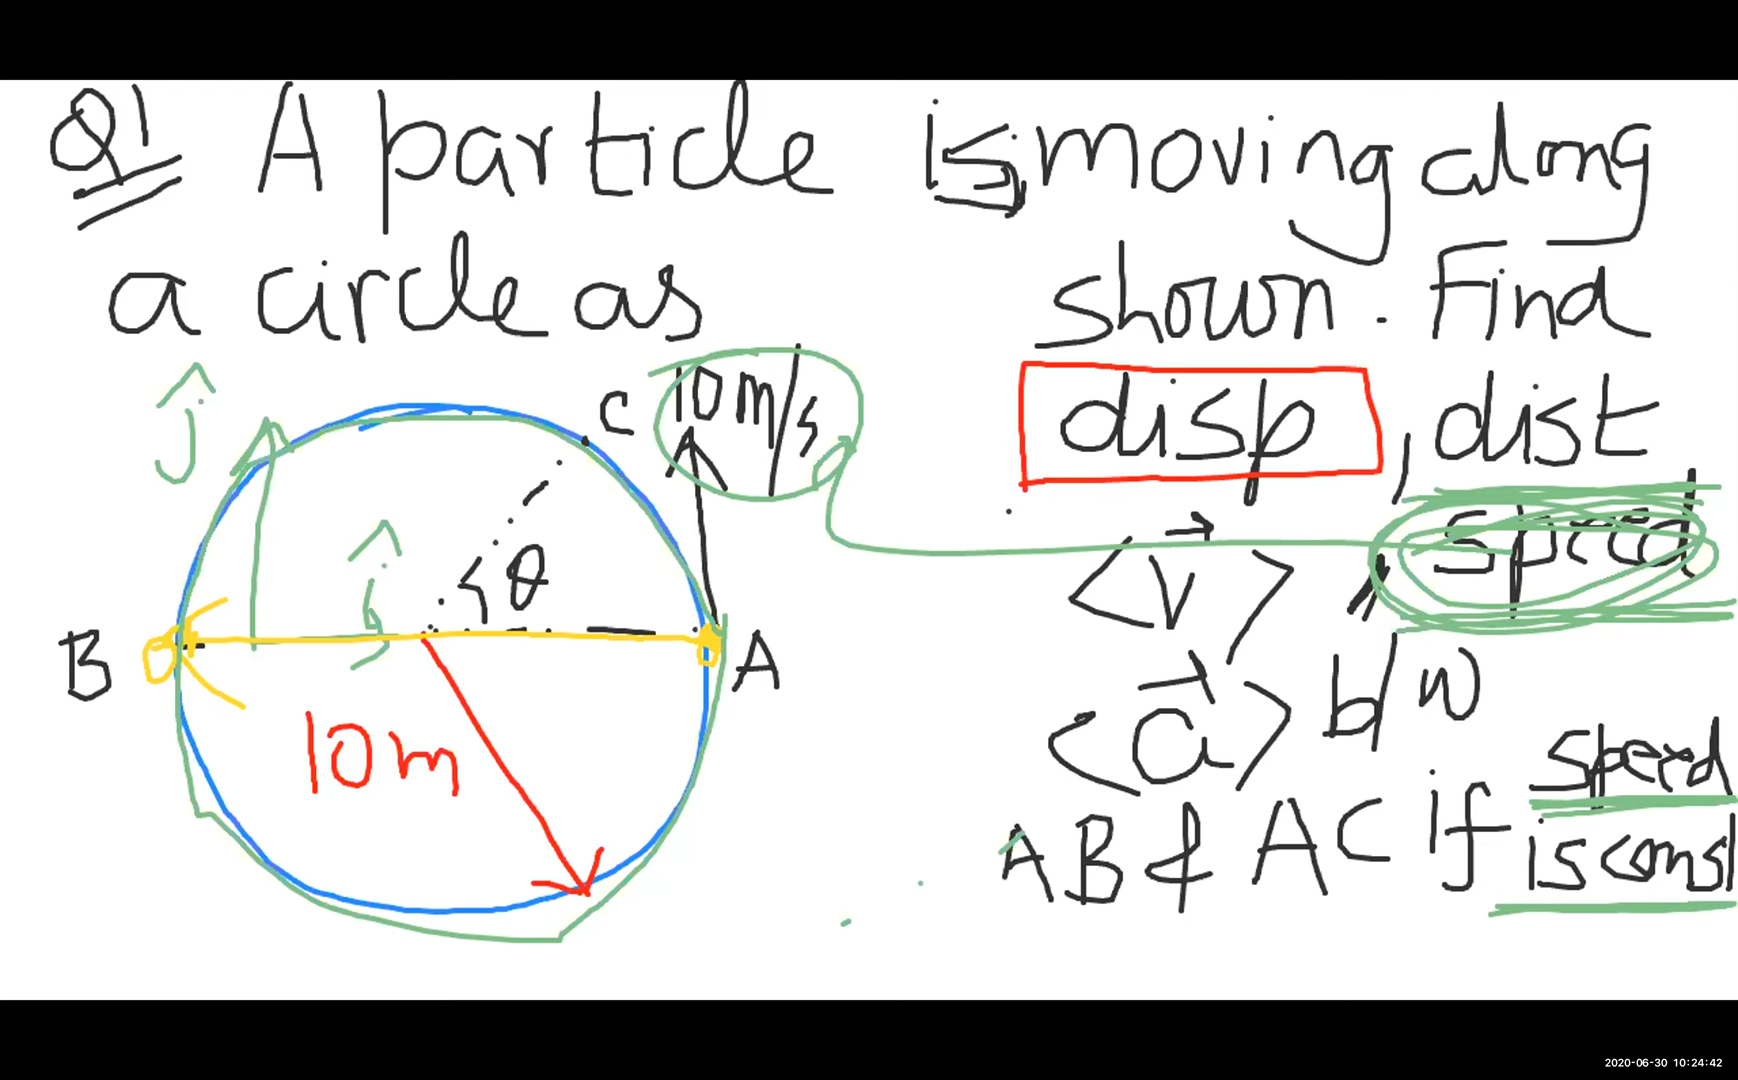 Q1 A particle is moving along
a circle as shown. Find
disp, dist
ĵ
C 10m/s
<v⃗>, speed
θ
î
B A
<a⃗> b/w
10m
speed
AB & AC if is const
2020-06-30 10:24:42